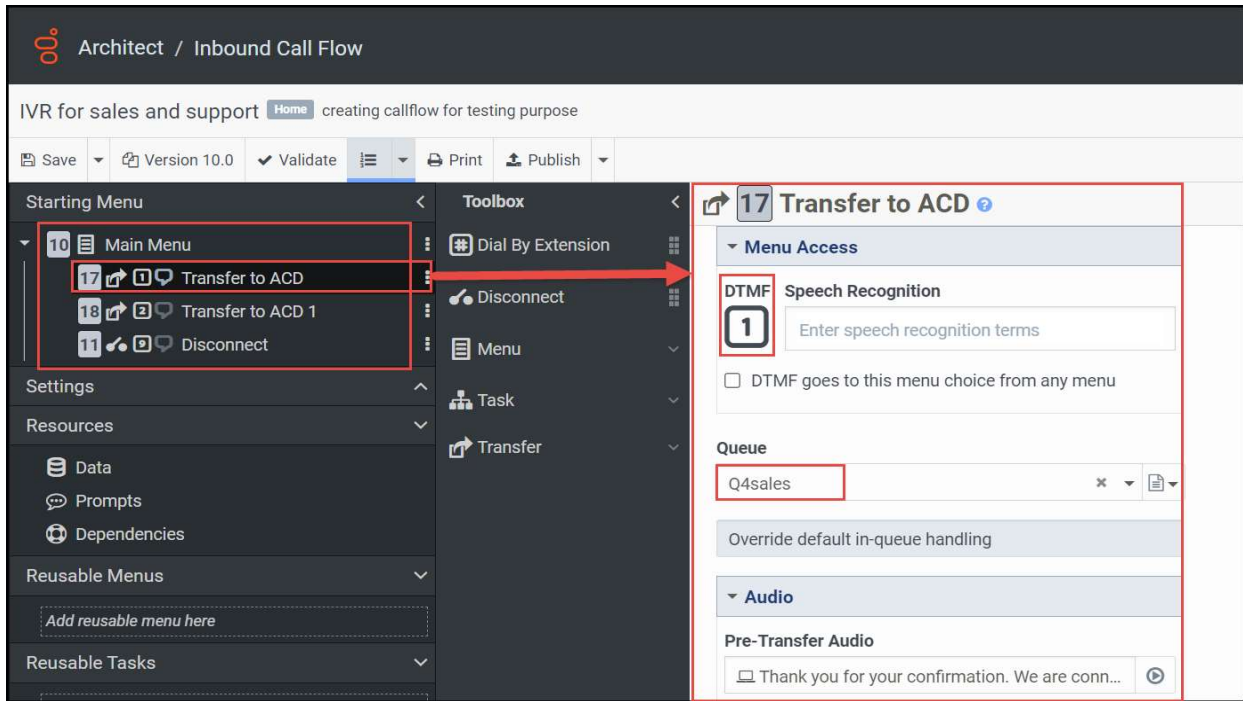 Architect / Inbound Call Flow
IVR for sales and support Home creating callflow for testing purpose
Save Version 10.0 Validate Print Publish
Starting Menu
10 Main Menu
17 1 Transfer to ACD
18 2 Transfer to ACD 1
11 9 Disconnect
Settings
Resources
Data
Prompts
Dependencies
Reusable Menus
Add reusable menu here
Reusable Tasks
Toolbox
Dial By Extension
Disconnect
Menu
Task
Transfer
17 Transfer to ACD
Menu Access
DTMF Speech Recognition
1 Enter speech recognition terms
DTMF goes to this menu choice from any menu
Queue
Q4sales
Override default in-queue handling
Audio
Pre-Transfer Audio
Thank you for your confirmation. We are conn...